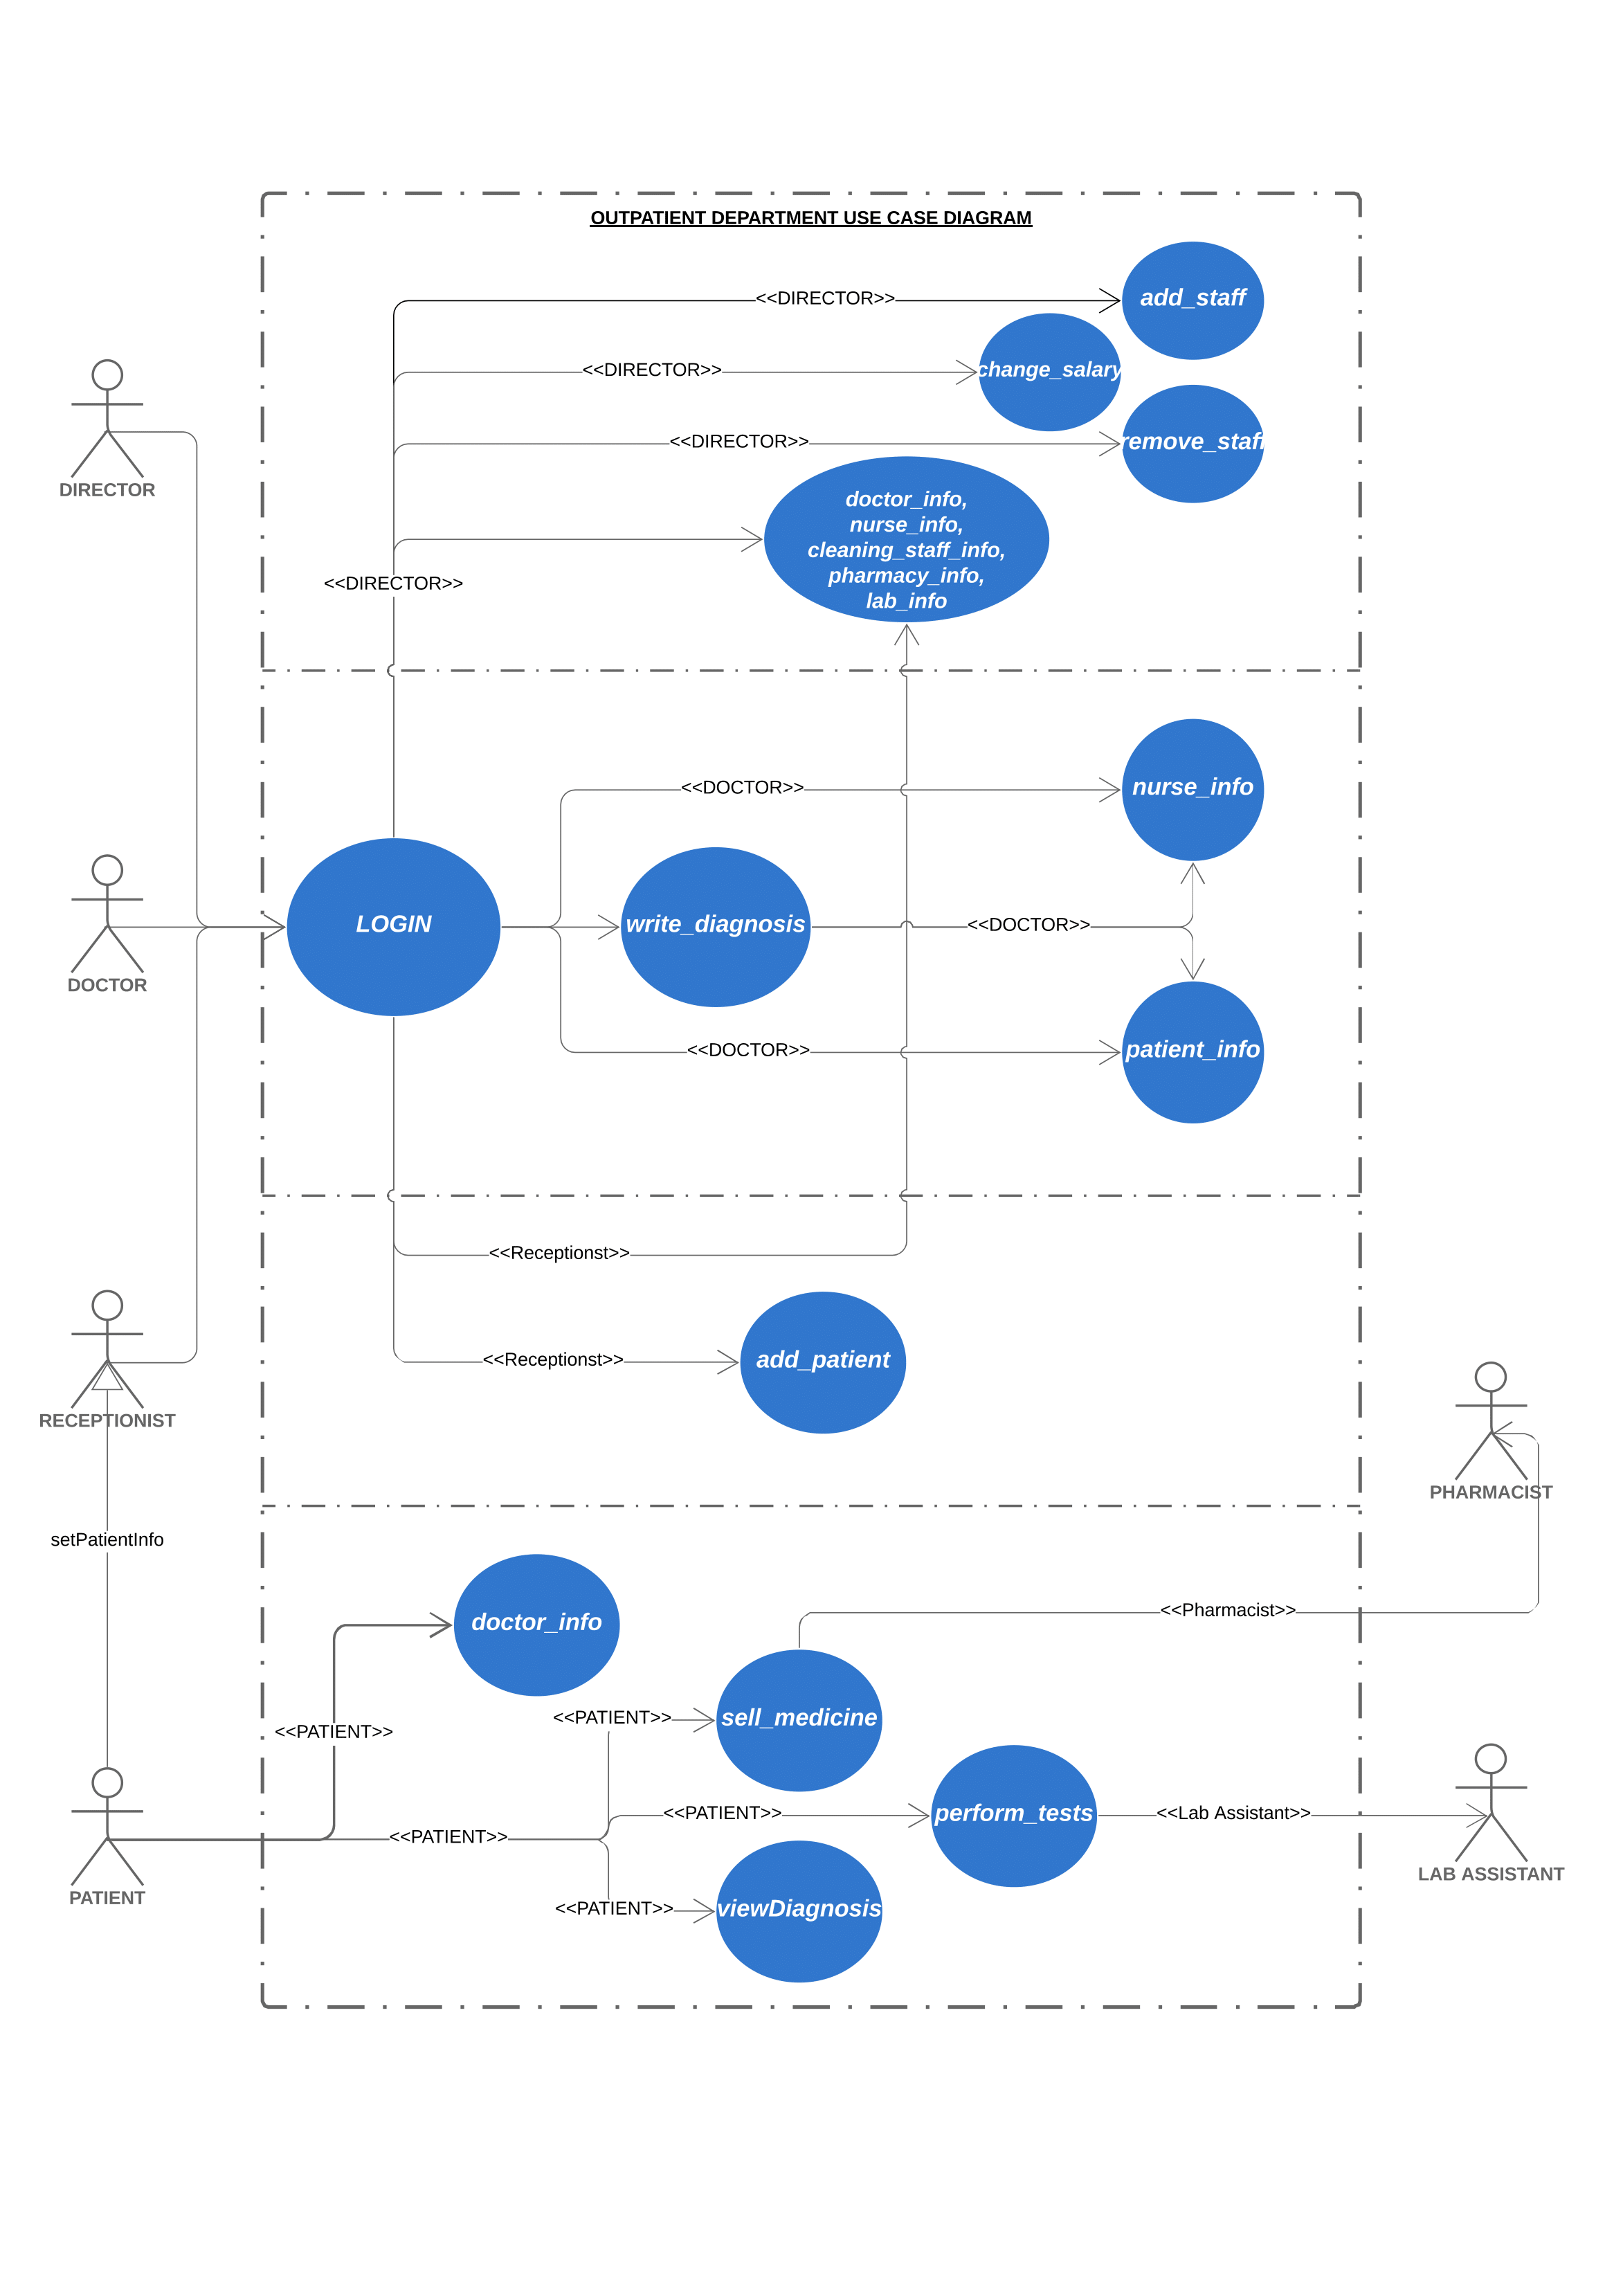 OUTPATIENT DEPARTMENT USE CASE DIAGRAM
<<DIRECTOR>>
add_staff
<<DIRECTOR>>
change_salary
<<DIRECTOR>>
remove_staff
DIRECTOR
doctor_info,
nurse_info,
cleaning_staff_info,
pharmacy_info,
lab_info
<<DIRECTOR>>
<<DOCTOR>>
nurse_info
LOGIN
write_diagnosis
<<DOCTOR>>
DOCTOR
<<DOCTOR>>
patient_info
<<Receptionst>>
<<Receptionst>>
add_patient
RECEPTIONIST
PHARMACIST
setPatientInfo
<<Pharmacist>>
doctor_info
<<PATIENT>>
<<PATIENT>>
sell_medicine
<<PATIENT>>
perform_tests
<<Lab Assistant>>
<<PATIENT>>
LAB ASSISTANT
PATIENT
<<PATIENT>>
viewDiagnosis